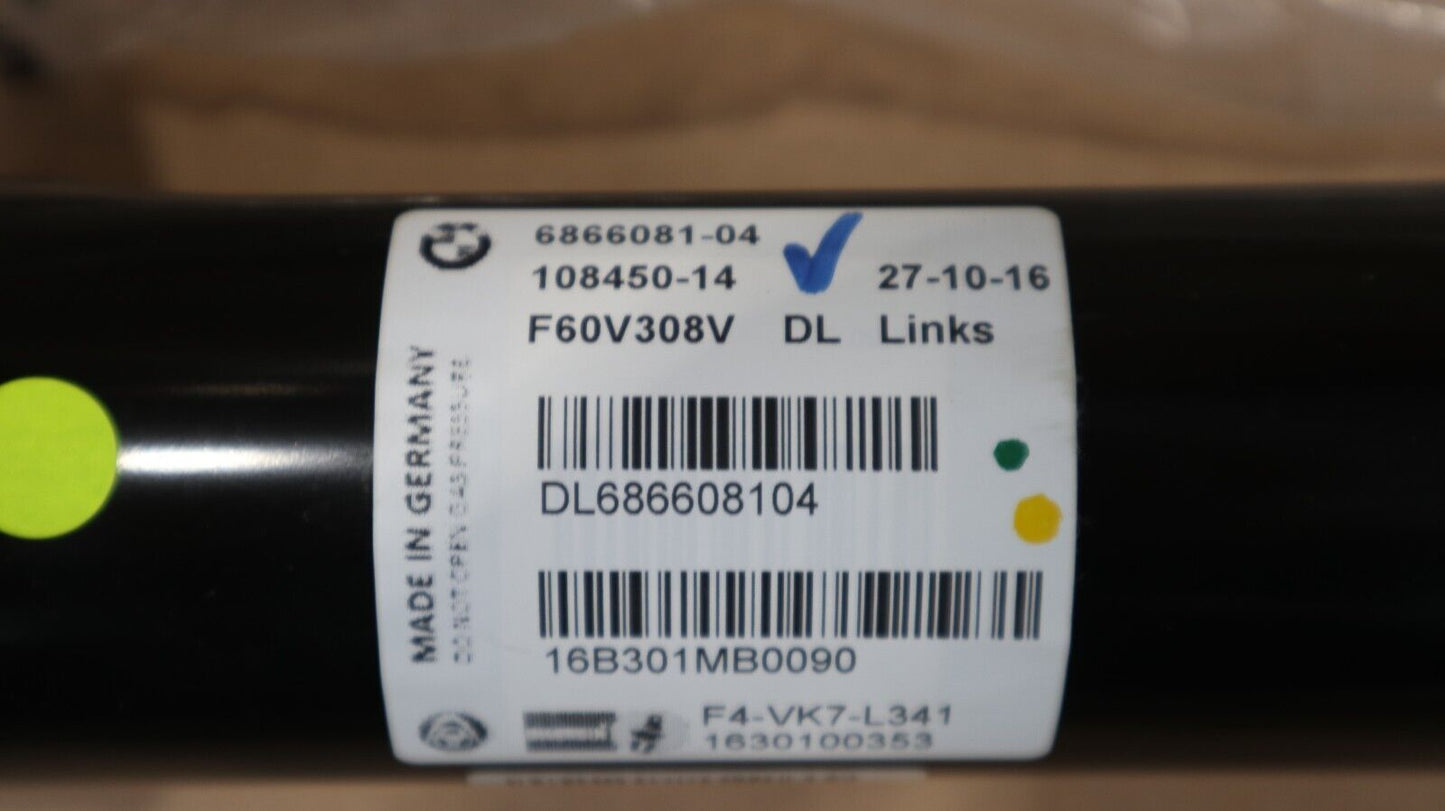 6866081-04
108450-14 27-10-16
F60V308V DL Links
DL686608104
16B301MB0090
F4-VK7-L341
1630100353
MADE IN GERMANY
DO NOT OPEN GAS PRESSURE